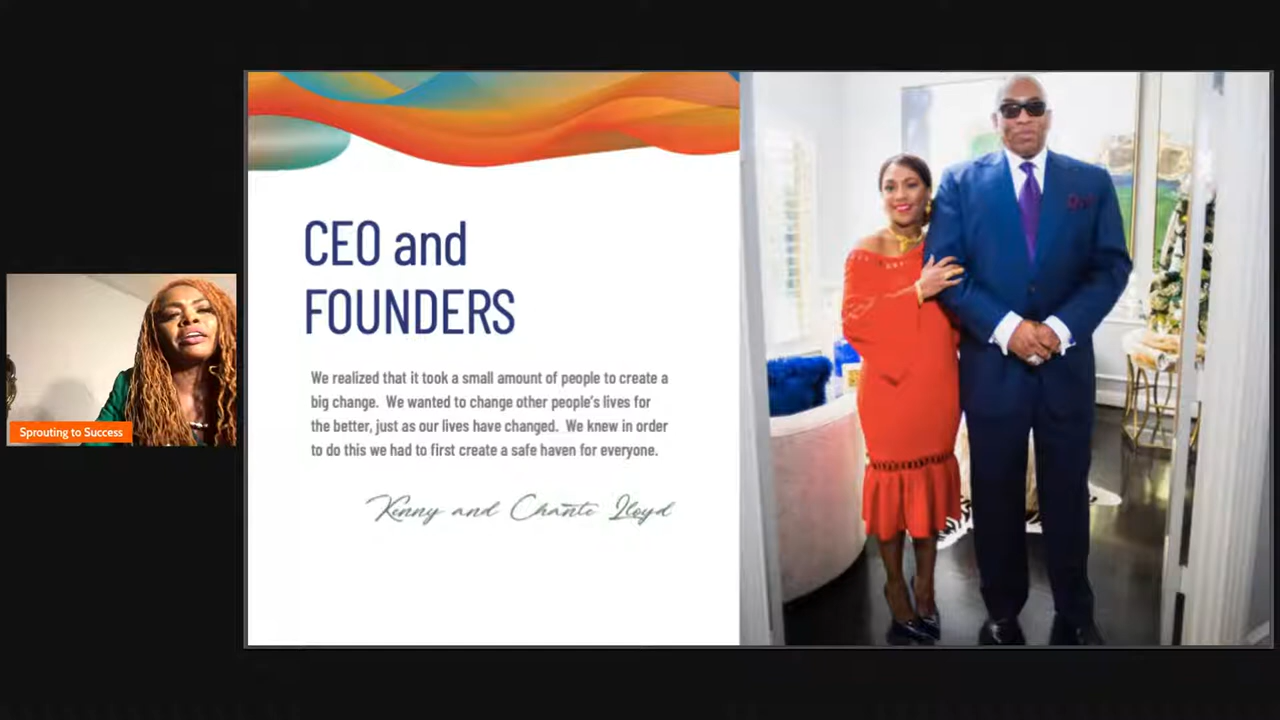 CEO and
FOUNDERS
We realized that it took a small amount of people to create a
big change. We wanted to change other people's lives for
the better, just as our lives have changed. We knew in order
to do this we had to first create a safe haven for everyone.
Kenny and Chante Lloyd
Sprouting to Success